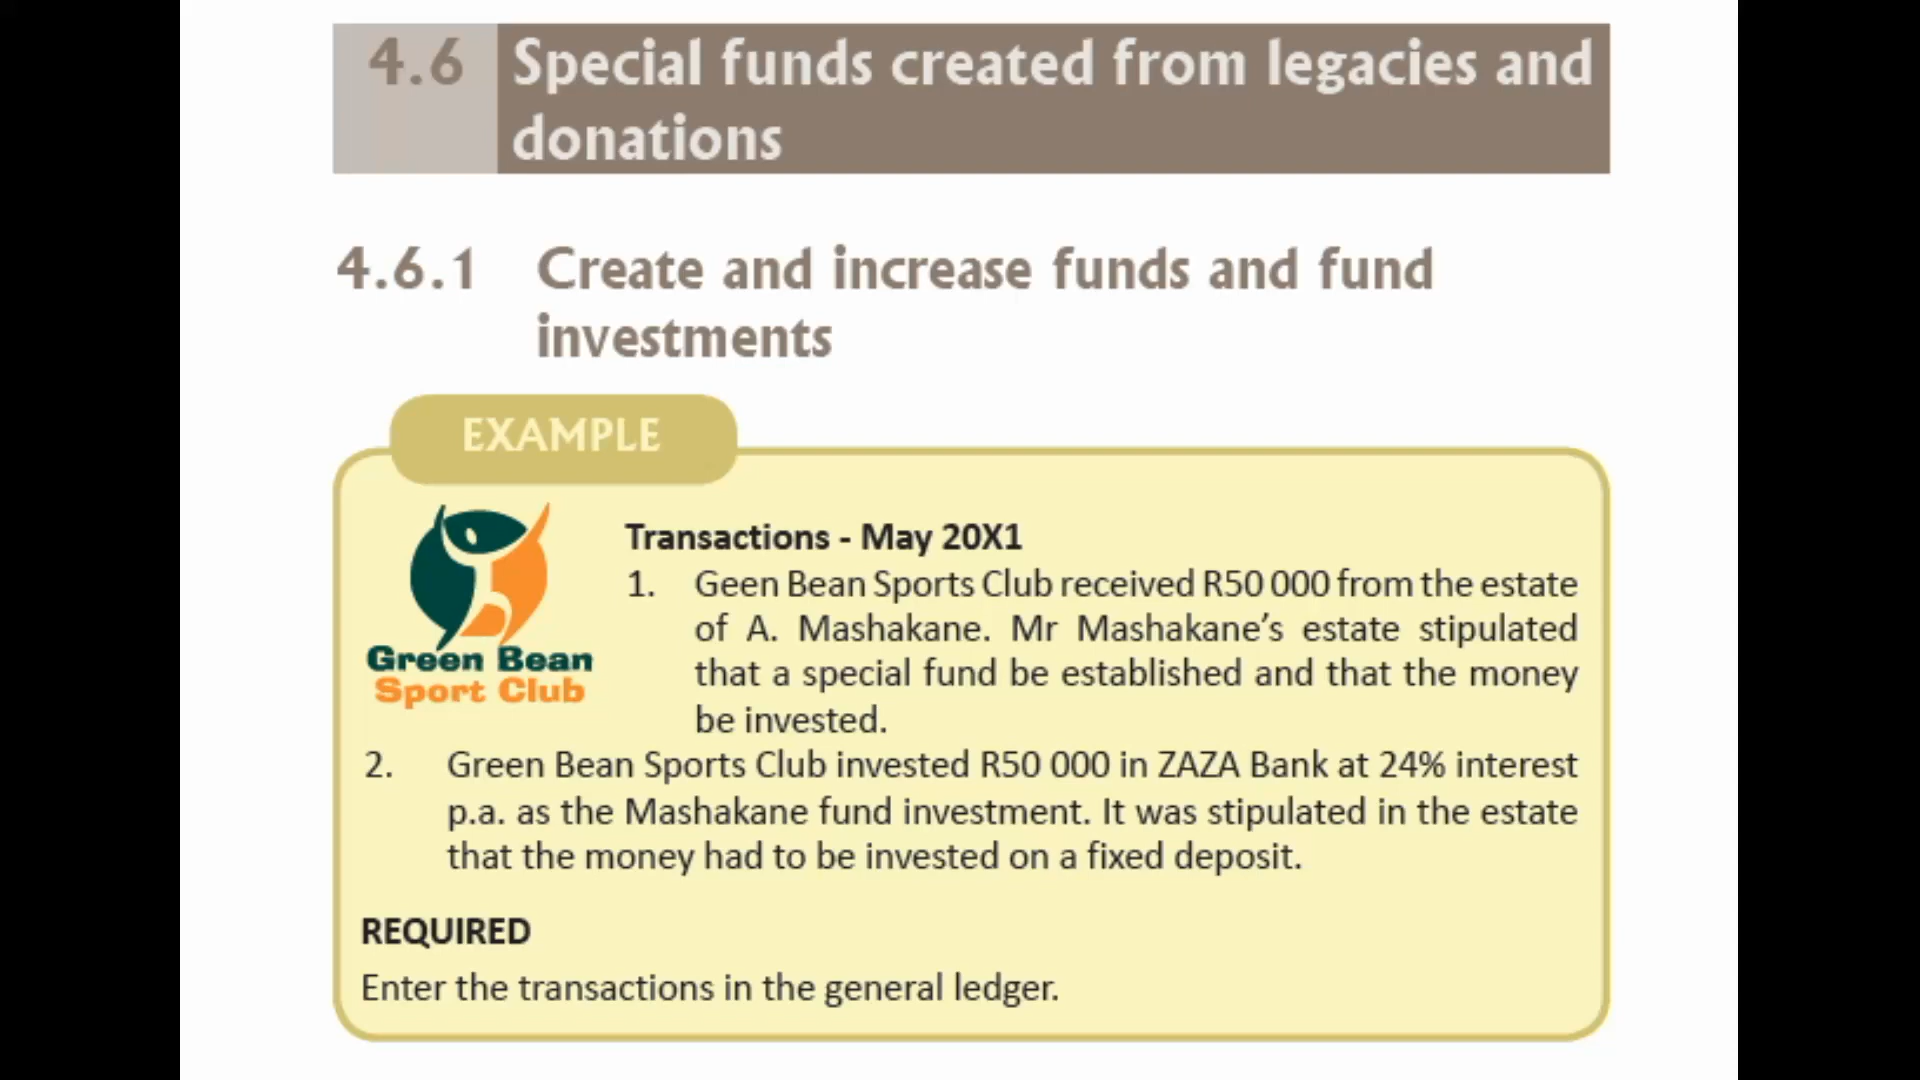 4.6 Special funds created from legacies and
donations
4.6.1 Create and increase funds and fund
investments
EXAMPLE
Green Bean
Sport Club
Transactions - May 20X1
1. Geen Bean Sports Club received R50 000 from the estate
of A. Mashakane. Mr Mashakane’s estate stipulated
that a special fund be established and that the money
be invested.
2. Green Bean Sports Club invested R50 000 in ZAZA Bank at 24% interest
p.a. as the Mashakane fund investment. It was stipulated in the estate
that the money had to be invested on a fixed deposit.
REQUIRED
Enter the transactions in the general ledger.